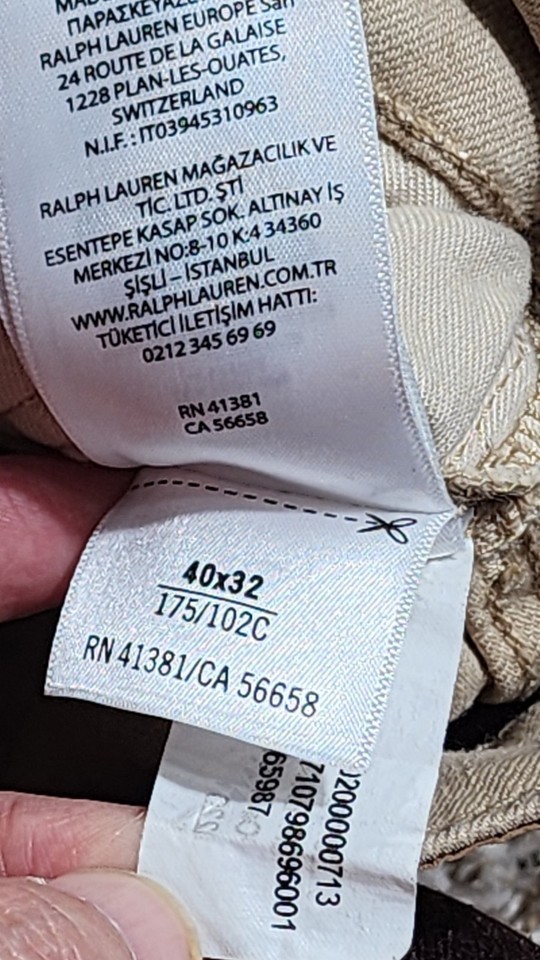 ΠΑΡΑΣΚΕΥΑΖΕ
RALPH LAUREN EUROPE Sàrl
24 ROUTE DE LA GALAISE
1228 PLAN-LES-OUATES,
SWITZERLAND
N.I.F.: IT03945310963
RALPH LAUREN MAĞAZACILIK VE
TİC. LTD. ŞTİ
ESENTEPE KASAP SOK. ALTINAY İŞ
MERKEZİ NO:8-10 K:4 34360
ŞİŞLİ – İSTANBUL
WWW.RALPHLAUREN.COM.TR
TÜKETİCİ İLETİŞİM HATTI:
0212 345 69 69
RN 41381
CA 56658
40x32
175/102C
RN 41381/CA 56658
0200000713
710798696001
65987